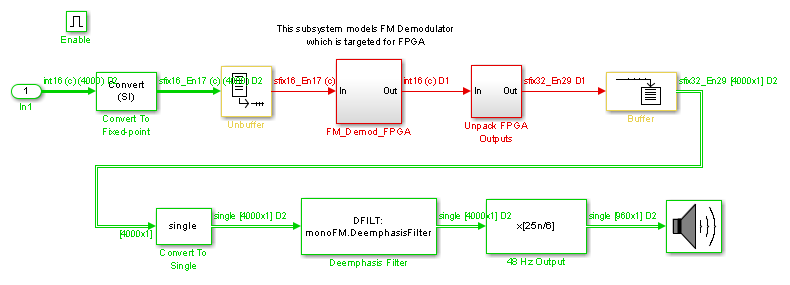 Enable
This subsystem models FM Demodulator
which is targeted for FPGA
int16 (c) (4000) D2
sfix16_En17 (c) (4000) D2
sfix16_En17 (c) D1
int16 (c) D1
sfix32_En29 D1
sfix32_En29 [4000x1] D2
1
Convert
(SI)
In
Out
In
Out
In1
Convert To
Fixed-point
Unbuffer
FM_Demod_FPGA
Unpack FPGA
Outputs
Buffer
single [4000x1] D2
single [4000x1] D2
single [960x1] D2
[4000x1]
single
DFILT:
monoFM.DeemphasisFilter
x[25n/6]
Convert To
Single
Deemphasis Filter
48 Hz Output